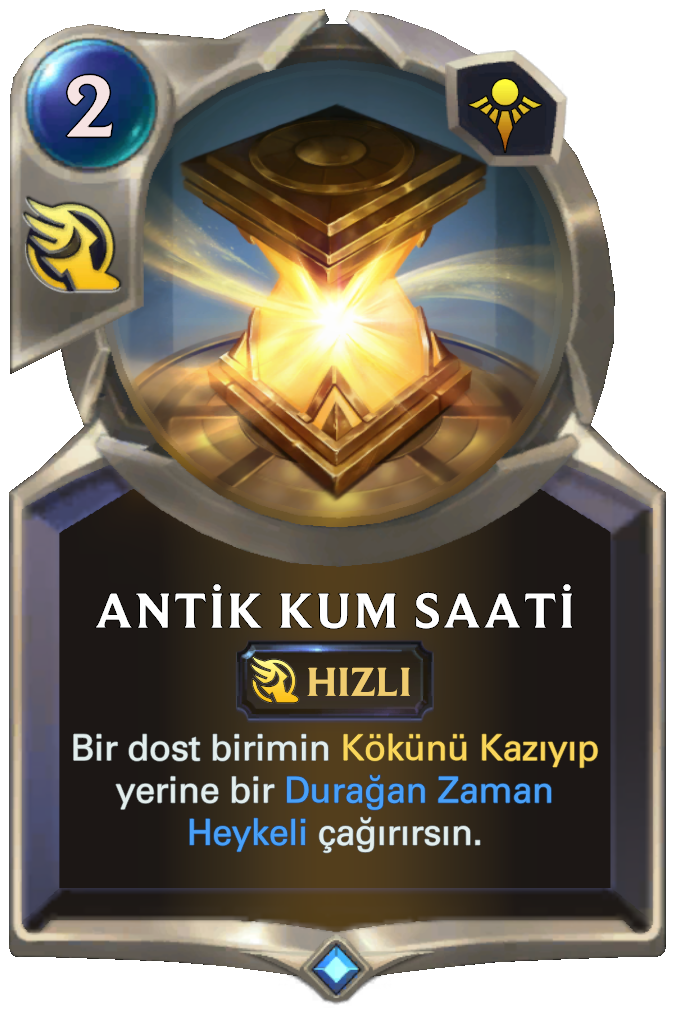 2
ANTİK KUM SAATİ
HIZLI
Bir dost birimin Kökünü Kazıyıp
yerine bir Durağan Zaman
Heykeli çağırırsın.